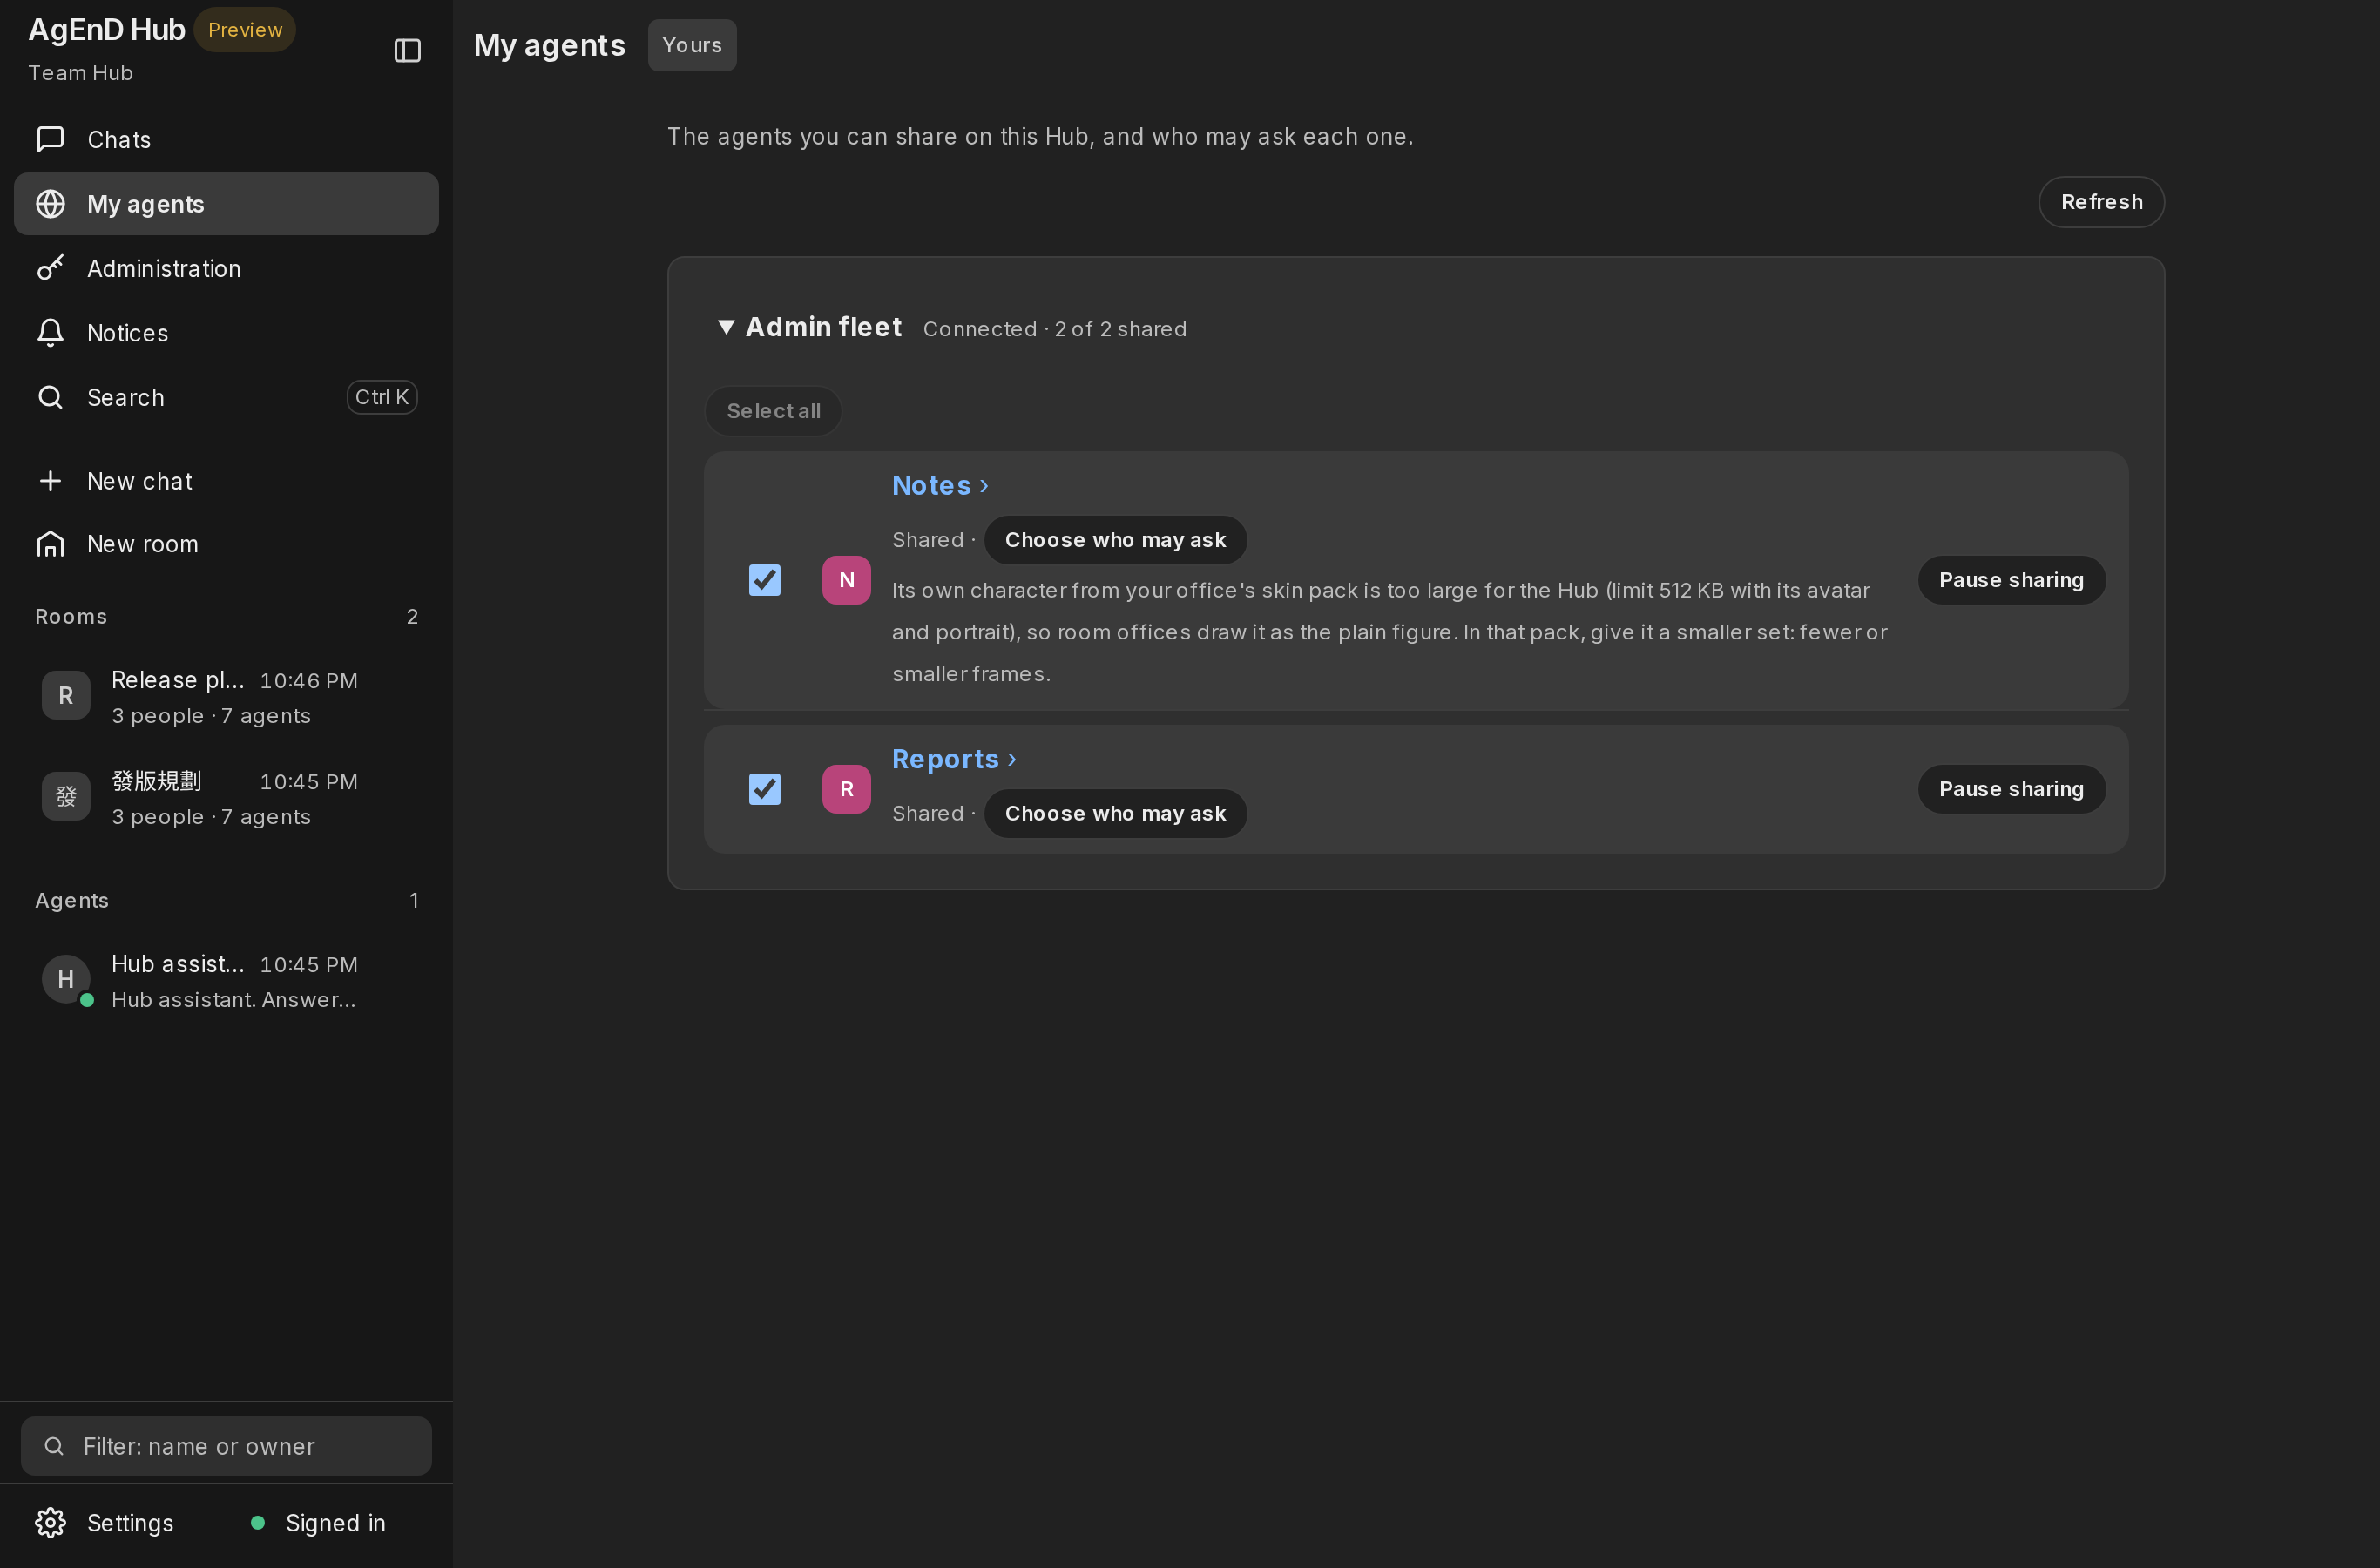 AgEnD Hub Preview
Team Hub
Chats
My agents
Administration
Notices
Search Ctrl K
New chat
New room
Rooms 2
R Release pl... 10:46 PM
3 people · 7 agents
發 發版規劃 10:45 PM
3 people · 7 agents
Agents 1
H Hub assist... 10:45 PM
Hub assistant. Answer...
Filter: name or owner
Settings Signed in
My agents Yours
The agents you can share on this Hub, and who may ask each one.
Refresh
▼ Admin fleet Connected · 2 of 2 shared
Select all
Notes ›
Shared · Choose who may ask
N
Its own character from your office's skin pack is too large for the Hub (limit 512 KB with its avatar
and portrait), so room offices draw it as the plain figure. In that pack, give it a smaller set: fewer or
smaller frames.
Pause sharing
Reports ›
R
Shared · Choose who may ask
Pause sharing